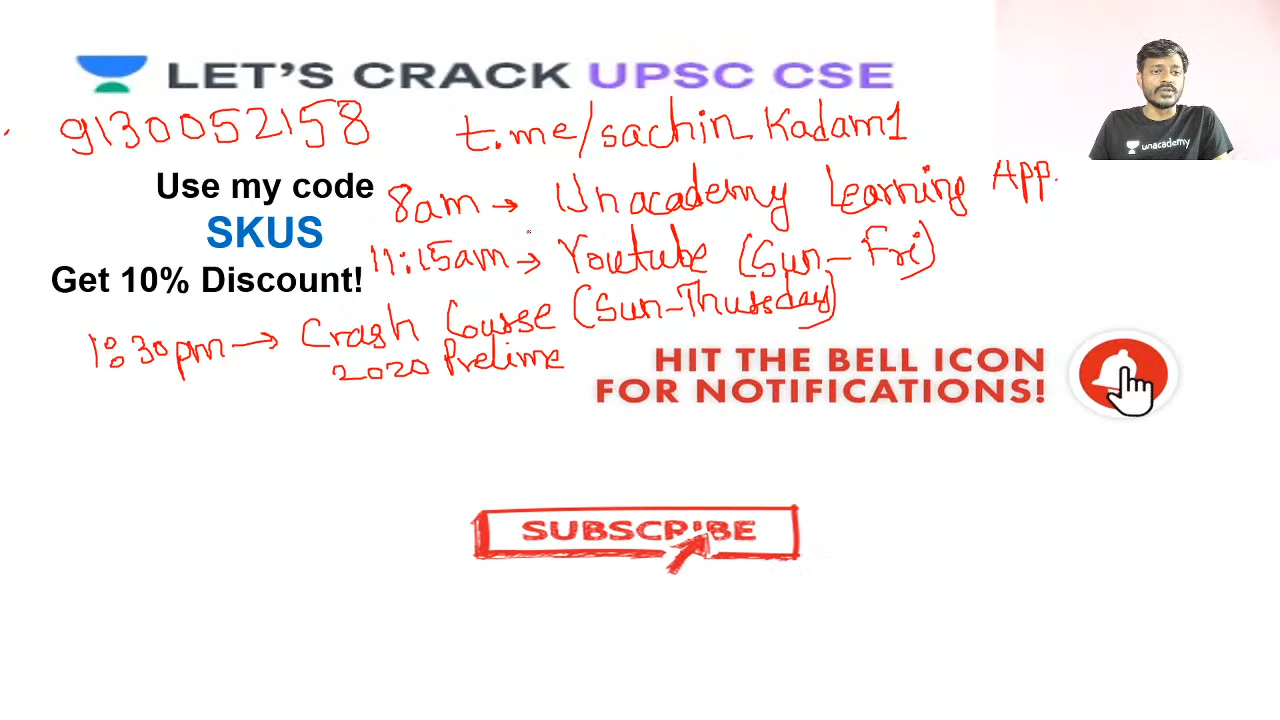 LET'S CRACK UPSC CSE
9130052158 t.me/sachin Kadam1
unacademy
Use my code
SKUS
Get 10% Discount!
8am → Unacademy Learning App.
11:15am → Youtube (Sun-Fri)
1:30pm → Crash Course (Sun-Thursday)
2020 Prelims
HIT THE BELL ICON
FOR NOTIFICATIONS!
SUBSCRIBE